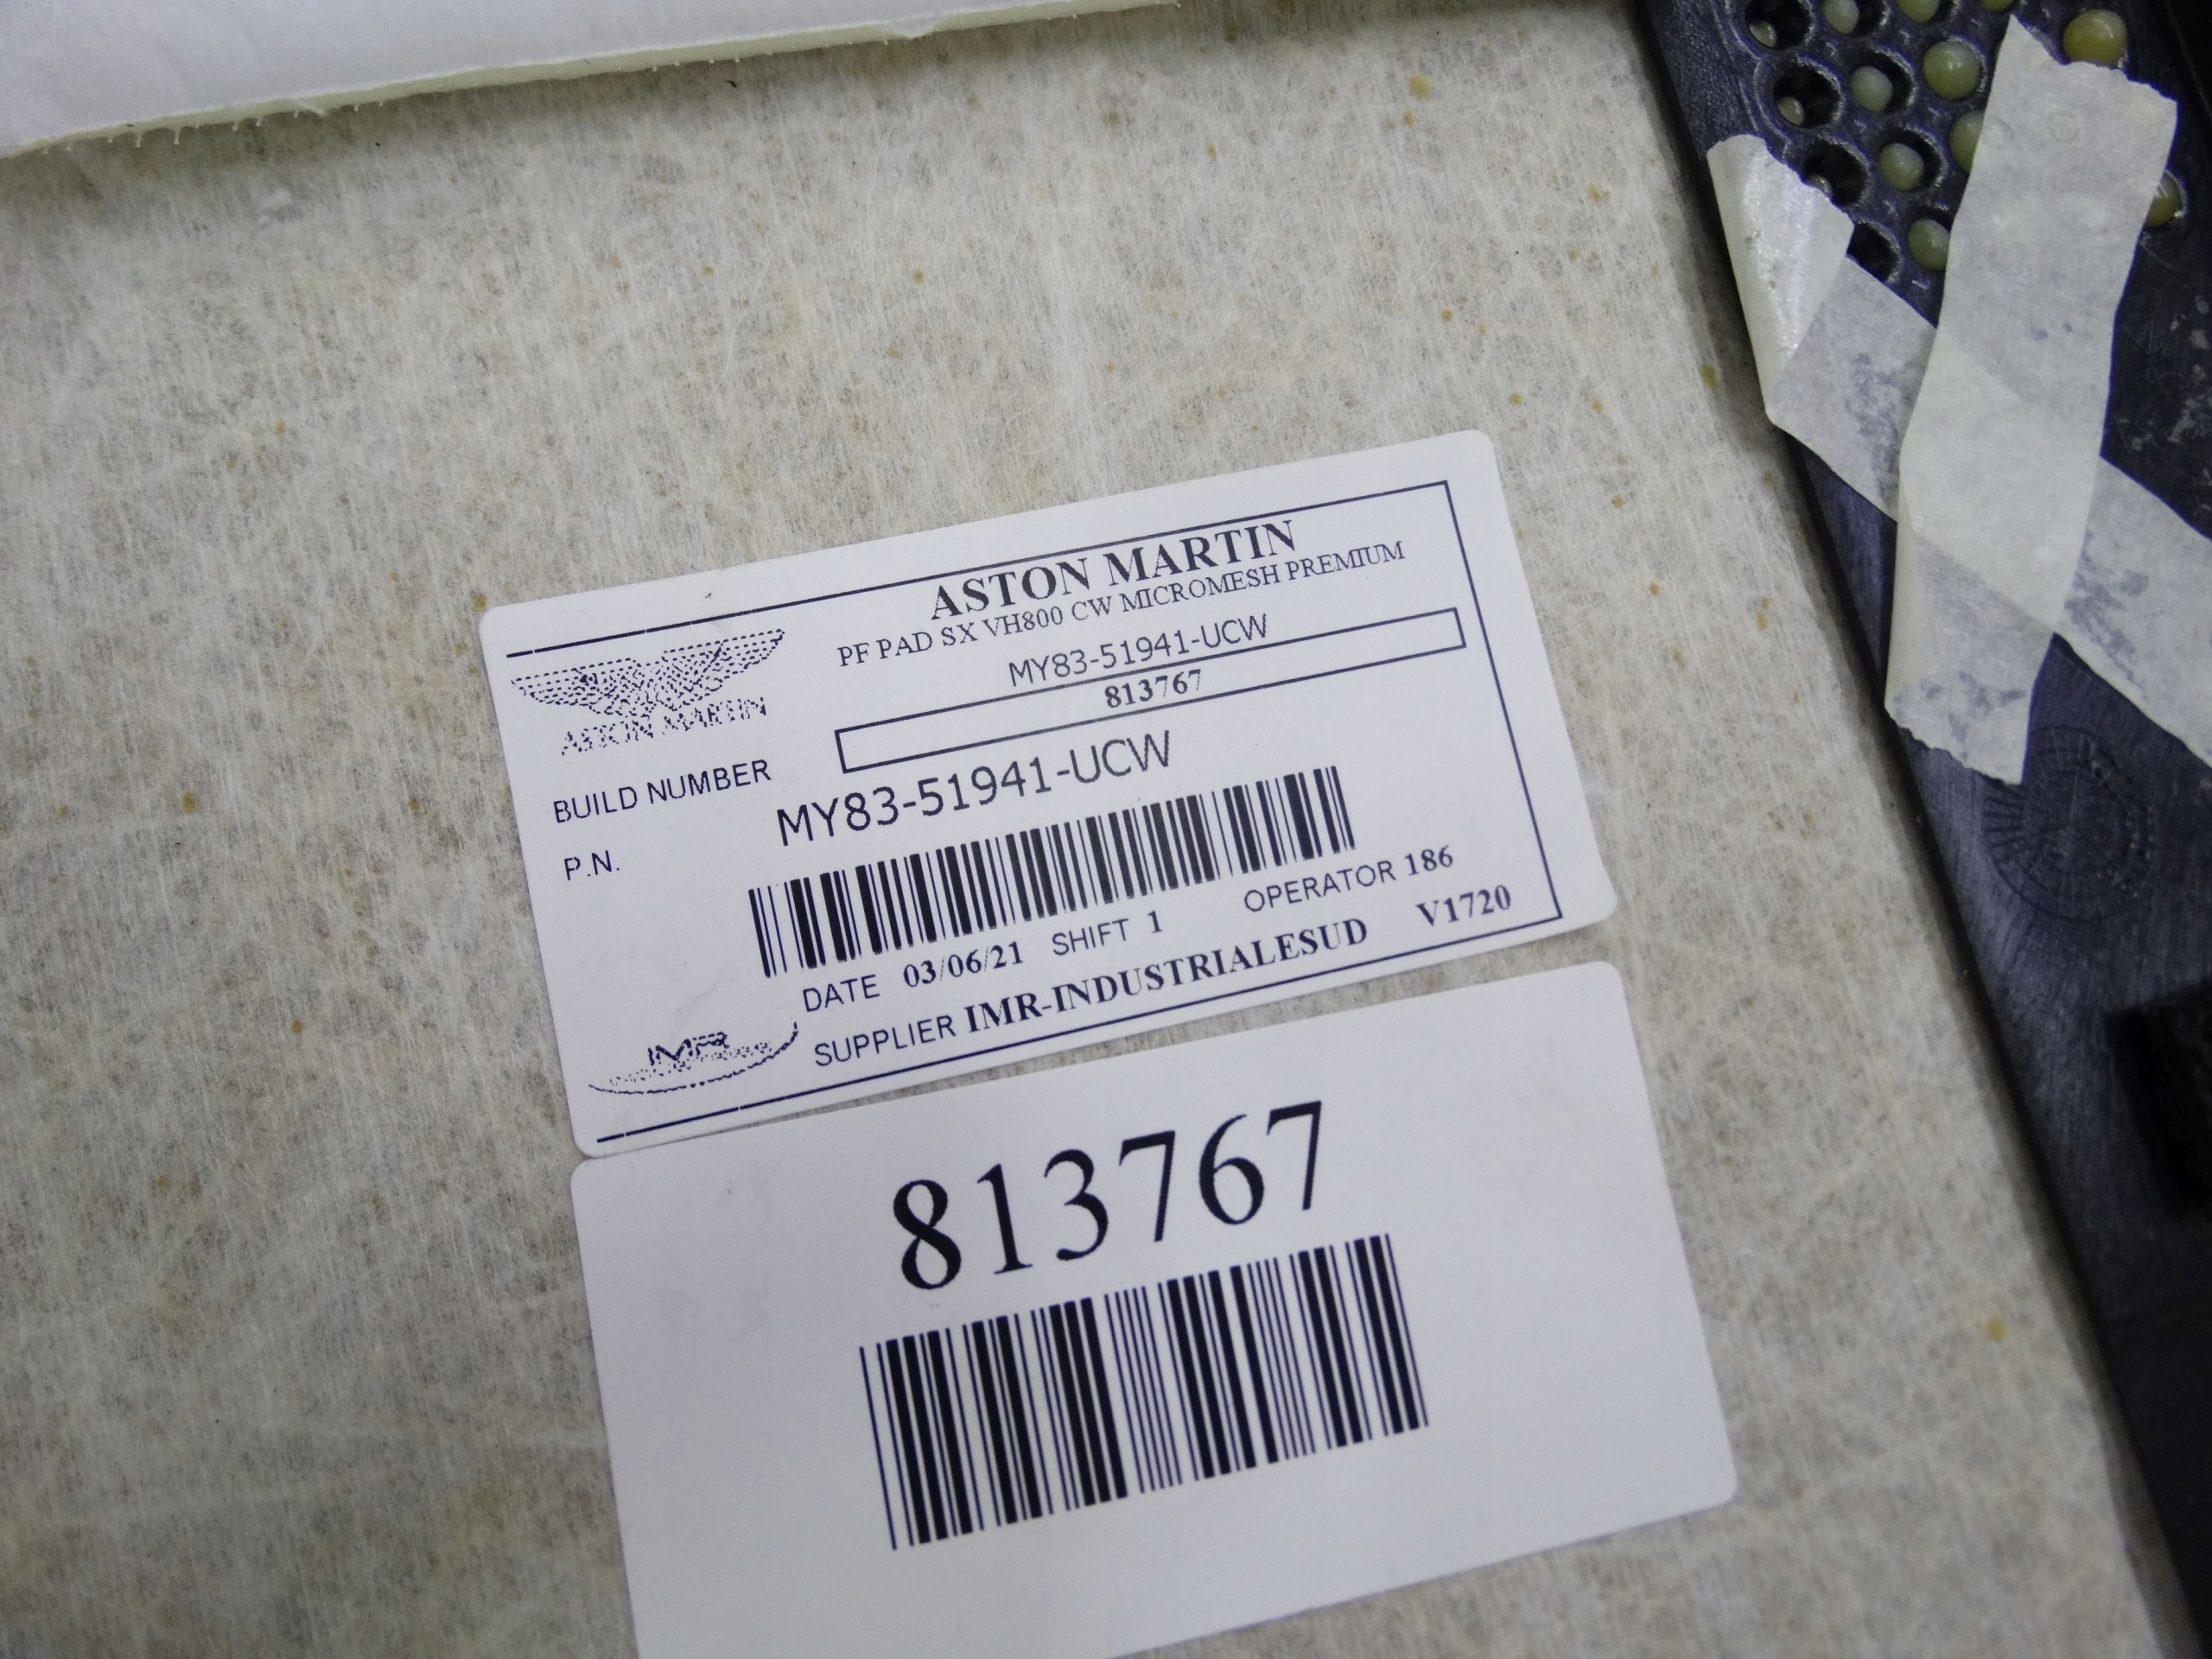 ASTON MARTIN
PF PAD SX VH800 CW MICROMESH PREMIUM
MY83-51941-UCW
813767
ASTON MARTIN
BUILD NUMBER
MY83-51941-UCW
P.N.
DATE 03/06/21 SHIFT 1 OPERATOR 186
SUPPLIER IMR-INDUSTRIALESUD V1720
IMR
813767